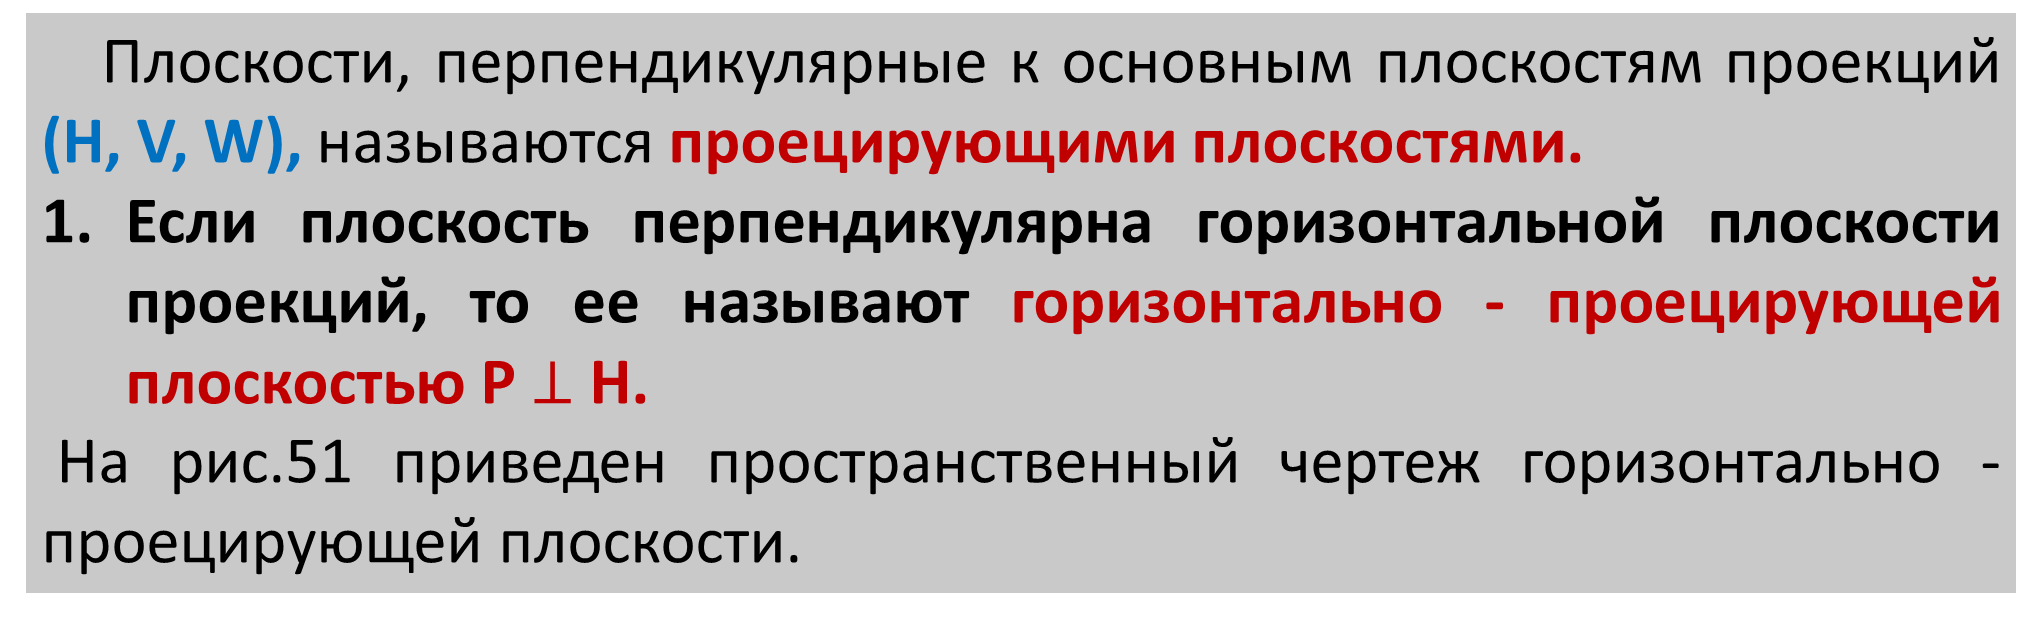 Плоскости, перпендикулярные к основным плоскостям проекций
(H, V, W), называются проецирующими плоскостями.
1. Если плоскость перпендикулярна горизонтальной плоскости
проекций, то ее называют горизонтально - проецирующей
плоскостью P ⊥ H.
На рис.51 приведен пространственный чертеж горизонтально -
проецирующей плоскости.